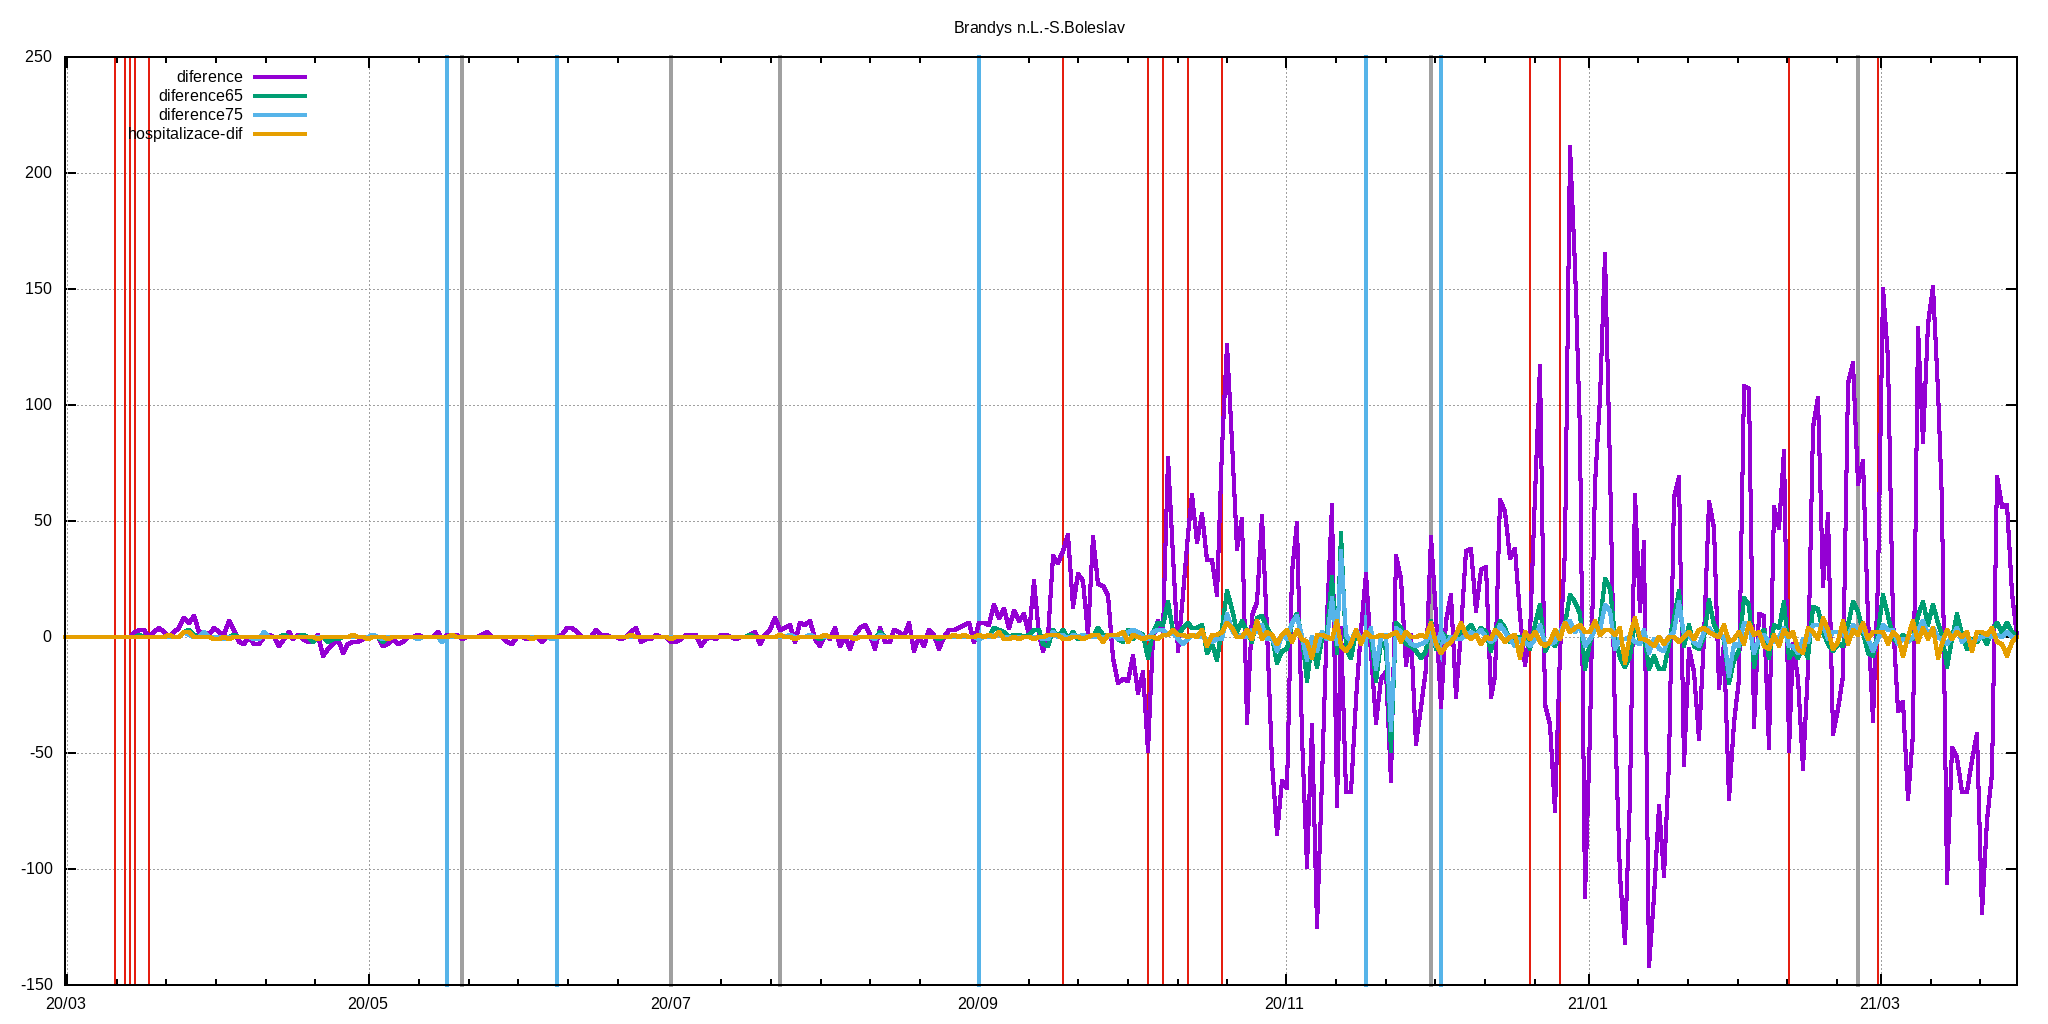 Brandys n.L.-S.Boleslav
250
200
150
100
50
0
-50
-100
-150
diference
diference65
diference75
hospitalizace-dif
20/03 20/05 20/07 20/09 20/11 21/01 21/03